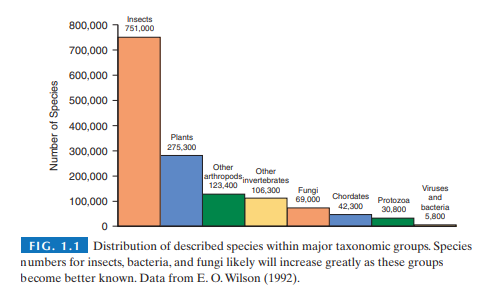 Number of Species
800,000
700,000
600,000
500,000
400,000
300,000
200,000
100,000
0
Insects
751,000
Plants
275,300
Other
arthropods
123,400
Other
invertebrates
106,300
Fungi
69,000
Chordates
42,300
Protozoa
30,800
Viruses
and
bacteria
5,800
FIG. 1.1 Distribution of described species within major taxonomic groups. Species
numbers for insects, bacteria, and fungi likely will increase greatly as these groups
become better known. Data from E. O. Wilson (1992).